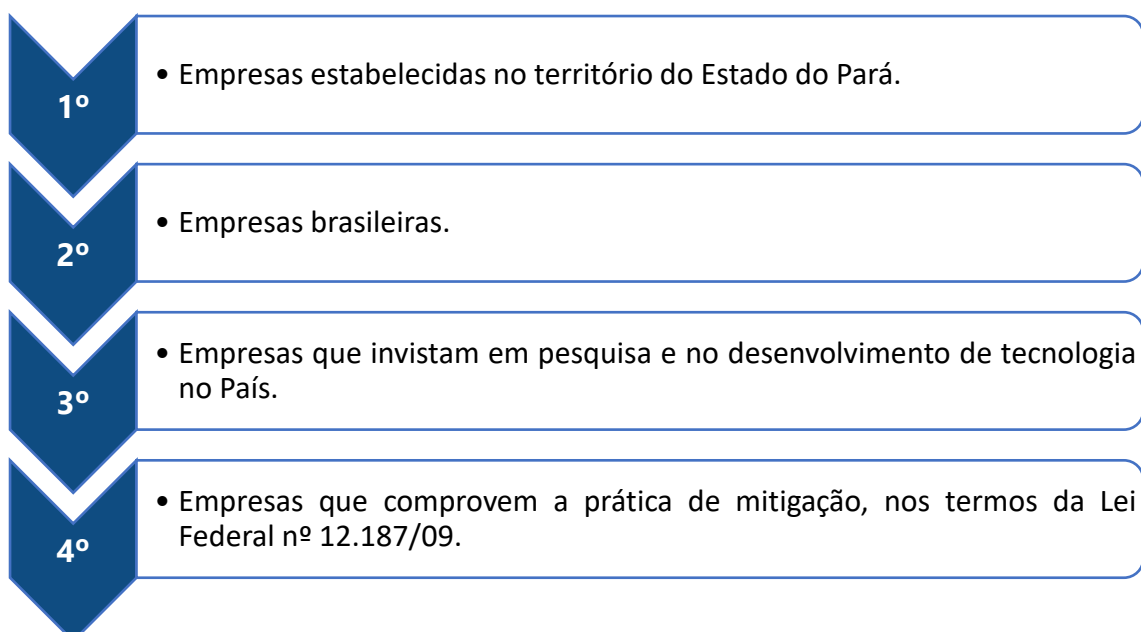 1º
• Empresas estabelecidas no território do Estado do Pará.
2º
• Empresas brasileiras.
3º
• Empresas que invistam em pesquisa e no desenvolvimento de tecnologia
no País.
4º
• Empresas que comprovem a prática de mitigação, nos termos da Lei
Federal nº 12.187/09.